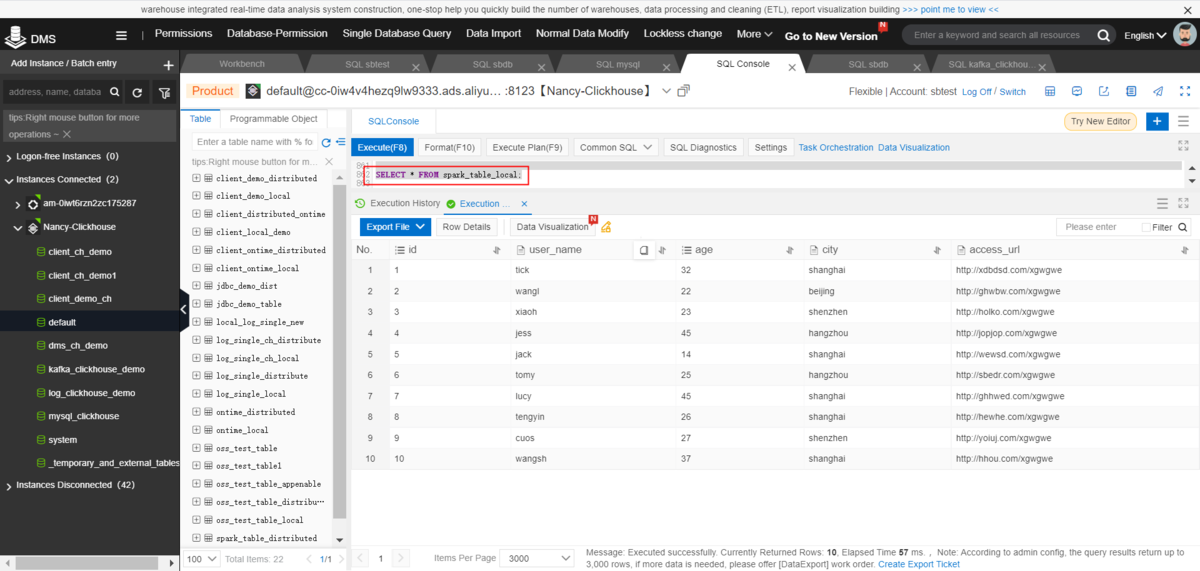 warehouse integrated real-time data analysis system construction, one-stop help you quickly build the number of warehouses, data processing and cleaning (ETL), report visualization building >>> point me to view <<
DMS
Permissions Database-Permission Single Database Query Data Import Normal Data Modify Lockless change More Go to New Version N Enter a keyword and search all resources English
Add Instance / Batch entry
Workbench SQL sbtest SQL sbdb SQL mysql SQL Console SQL sbdb SQL kafka_clickhou...
address, name, databa
Product default@cc-0iw4v4hezq9lw9333.ads.aliyu... :8123【Nancy-Clickhouse】 Flexible | Account: sbtest Log Off / Switch
tips:Right mouse button for more
operations ~
Logon-free Instances (0)
Instances Connected (2)
am-0iwt6rzn2zc175287
Nancy-Clickhouse
client_ch_demo
client_ch_demo1
client_demo_ch
default
dms_ch_demo
kafka_clickhouse_demo
log_clickhouse_demo
mysql_clickhouse
system
_temporary_and_external_tables
Instances Disconnected (42)
Table Programmable Object
Enter a table name with % fo
tips:Right mouse button for m...
client_demo_distributed
client_demo_local
client_distributed_ontime
client_local_demo
client_ontime_distributed
client_ontime_local
jdbc_demo_dist
jdbc_demo_table
local_log_single_new
log_single_ch_distribute
log_single_ch_local
log_single_distribute
log_single_local
ontime_distributed
ontime_local
oss_test_table
oss_test_table1
oss_test_table_appenable
oss_test_table_distribu...
oss_test_table_local
spark_table_distributed
100 Total Items: 22 1/1
SQLConsole Try New Editor
Execute(F8) Format(F10) Execute Plan(F9) Common SQL SQL Diagnostics Settings Task Orchestration Data Visualization
801
802 SELECT * FROM spark_table_local;
Execution History Execution ...
Export File Row Details Data Visualization N Please enter Filter
No. id user_name age city access_url
1 1 tick 32 shanghai http://xdbdsd.com/xgwgwe
2 2 wangl 22 beijing http://ghwbw.com/xgwgwe
3 3 xiaoh 23 shenzhen http://holko.com/xgwgwe
4 4 jess 45 hangzhou http://jopjop.com/xgwgwe
5 5 jack 14 shanghai http://wewsd.com/xgwgwe
6 6 tomy 25 hangzhou http://sbedr.com/xgwgwe
7 7 lucy 45 shanghai http://ghhwed.com/xgwgwe
8 8 tengyin 26 shanghai http://hewhe.com/xgwgwe
9 9 cuos 27 shenzhen http://yoiuj.com/xgwgwe
10 10 wangsh 37 shanghai http://hhou.com/xgwgwe
1 Items Per Page 3000
Message: Executed successfully. Currently Returned Rows: 10, Elapsed Time 57 ms. , Note: According to admin config, the query results return up to
3,000 rows, if more data is needed, please offer [DataExport] work order. Create Export Ticket